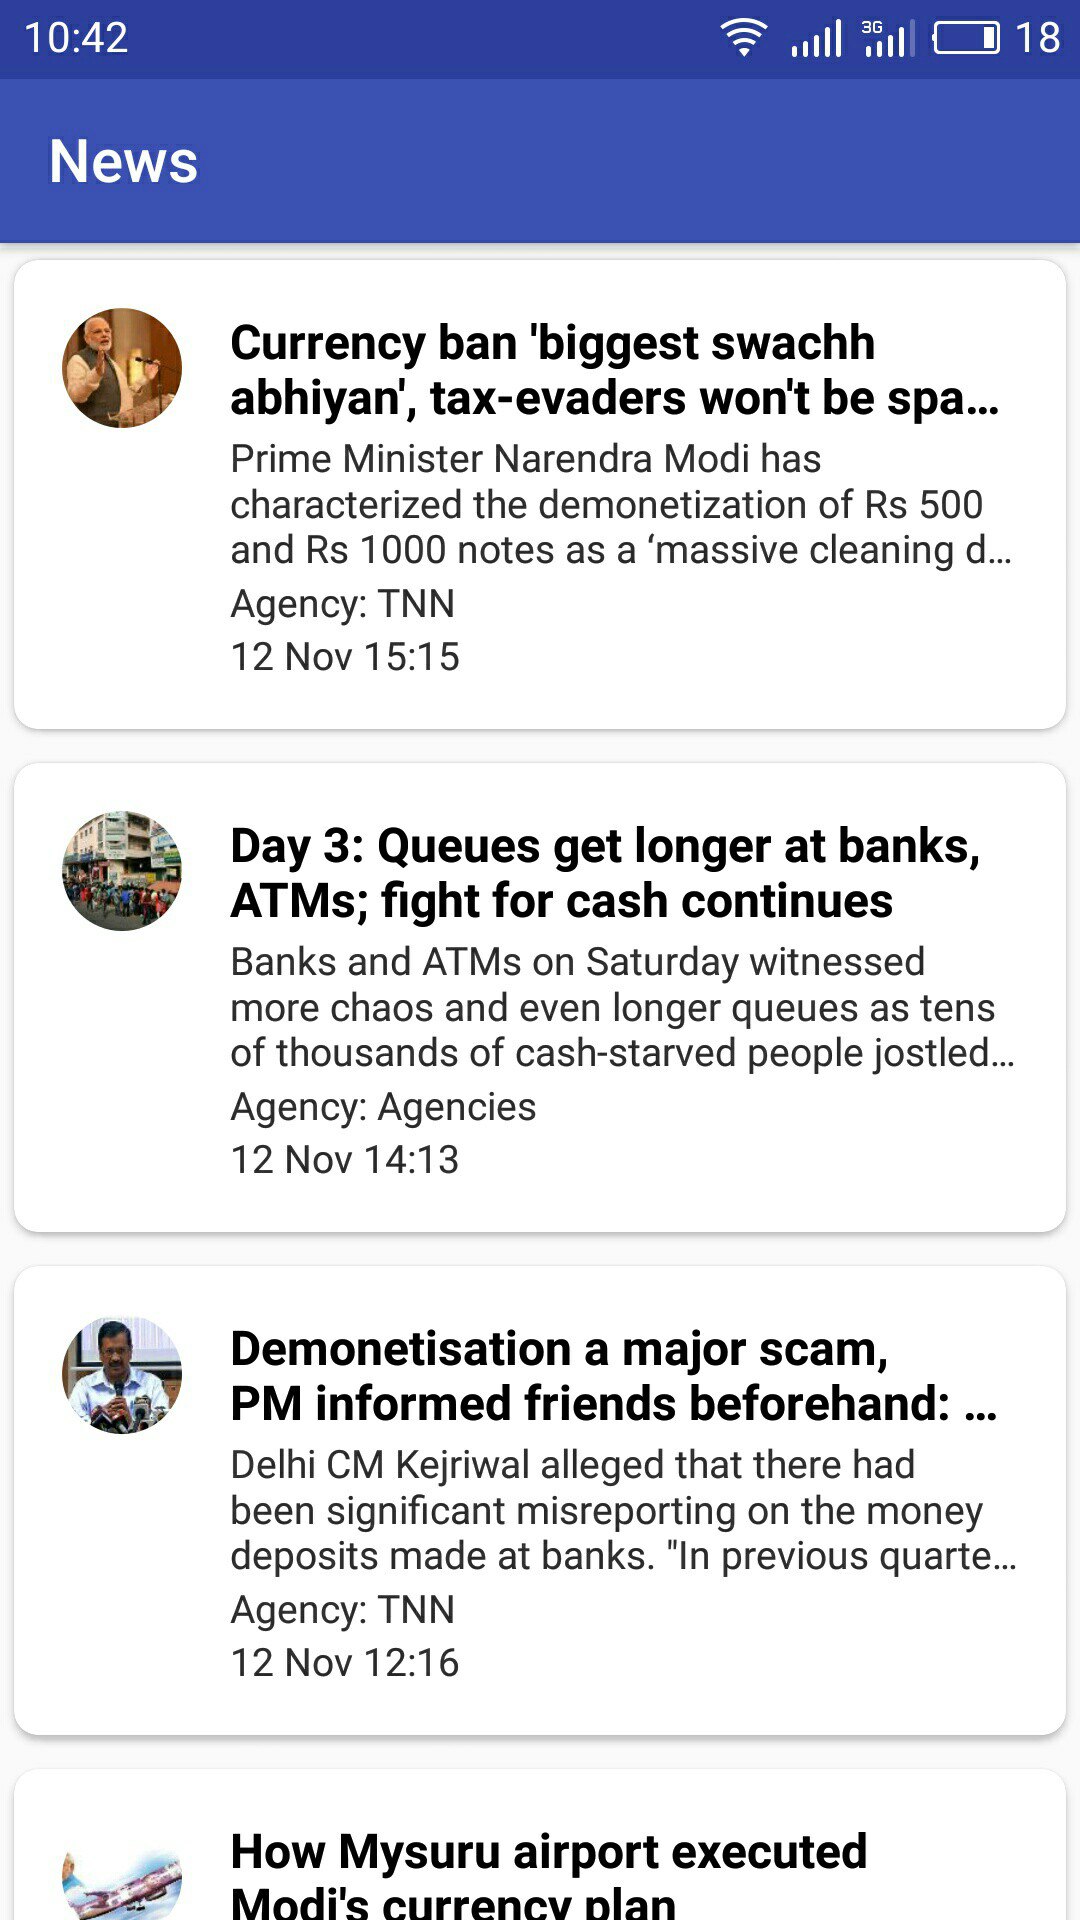 10:42
3G
18
News
Currency ban 'biggest swachh
abhiyan', tax-evaders won't be spa...
Prime Minister Narendra Modi has
characterized the demonetization of Rs 500
and Rs 1000 notes as a ‘massive cleaning d...
Agency: TNN
12 Nov 15:15
Day 3: Queues get longer at banks,
ATMs; fight for cash continues
Banks and ATMs on Saturday witnessed
more chaos and even longer queues as tens
of thousands of cash-starved people jostled...
Agency: Agencies
12 Nov 14:13
Demonetisation a major scam,
PM informed friends beforehand: ...
Delhi CM Kejriwal alleged that there had
been significant misreporting on the money
deposits made at banks. "In previous quarte...
Agency: TNN
12 Nov 12:16
How Mysuru airport executed
Modi's currency plan